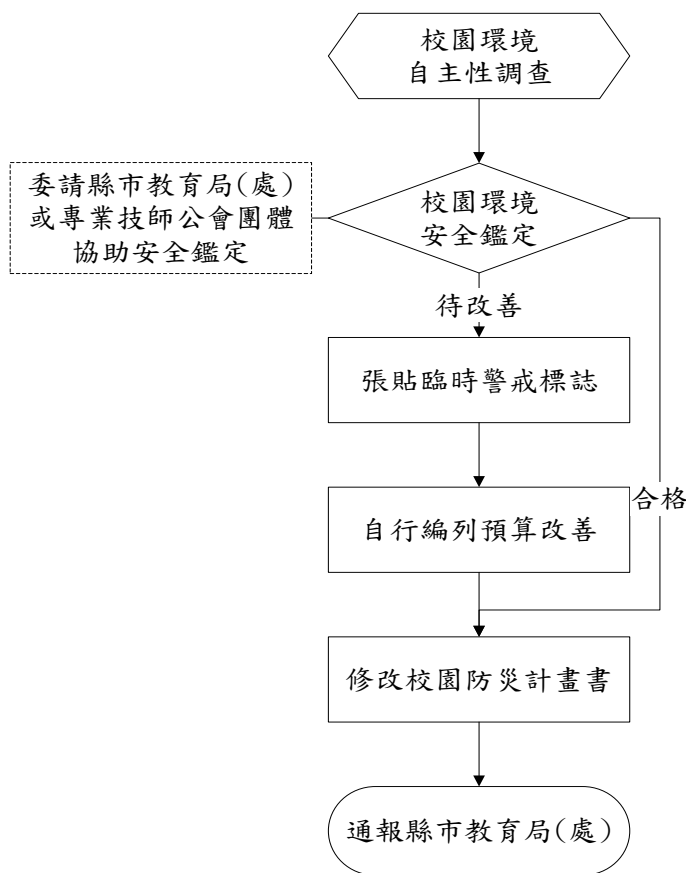 校園環境
自主性調查
委請縣市教育局(處)
或專業技師公會團體
協助安全鑑定
校園環境
安全鑑定
待改善
張貼臨時警戒標誌
合格
自行編列預算改善
修改校園防災計畫書
通報縣市教育局(處)